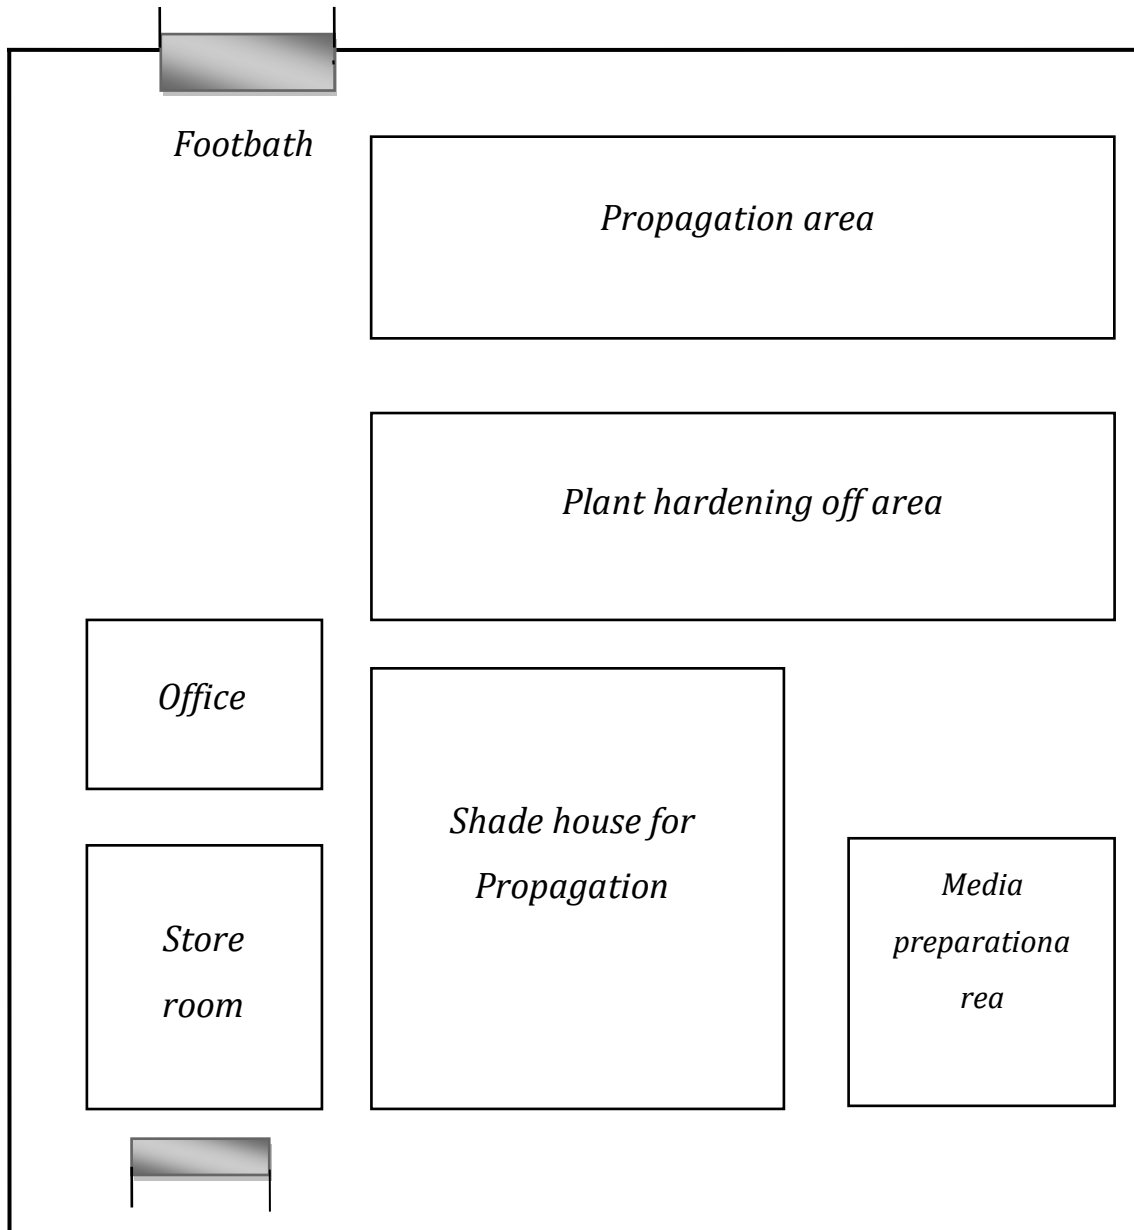 Footbath
Propagation area
Plant hardening off area
Office
Shade house for
Propagation
Store
room
Media
preparationa
rea